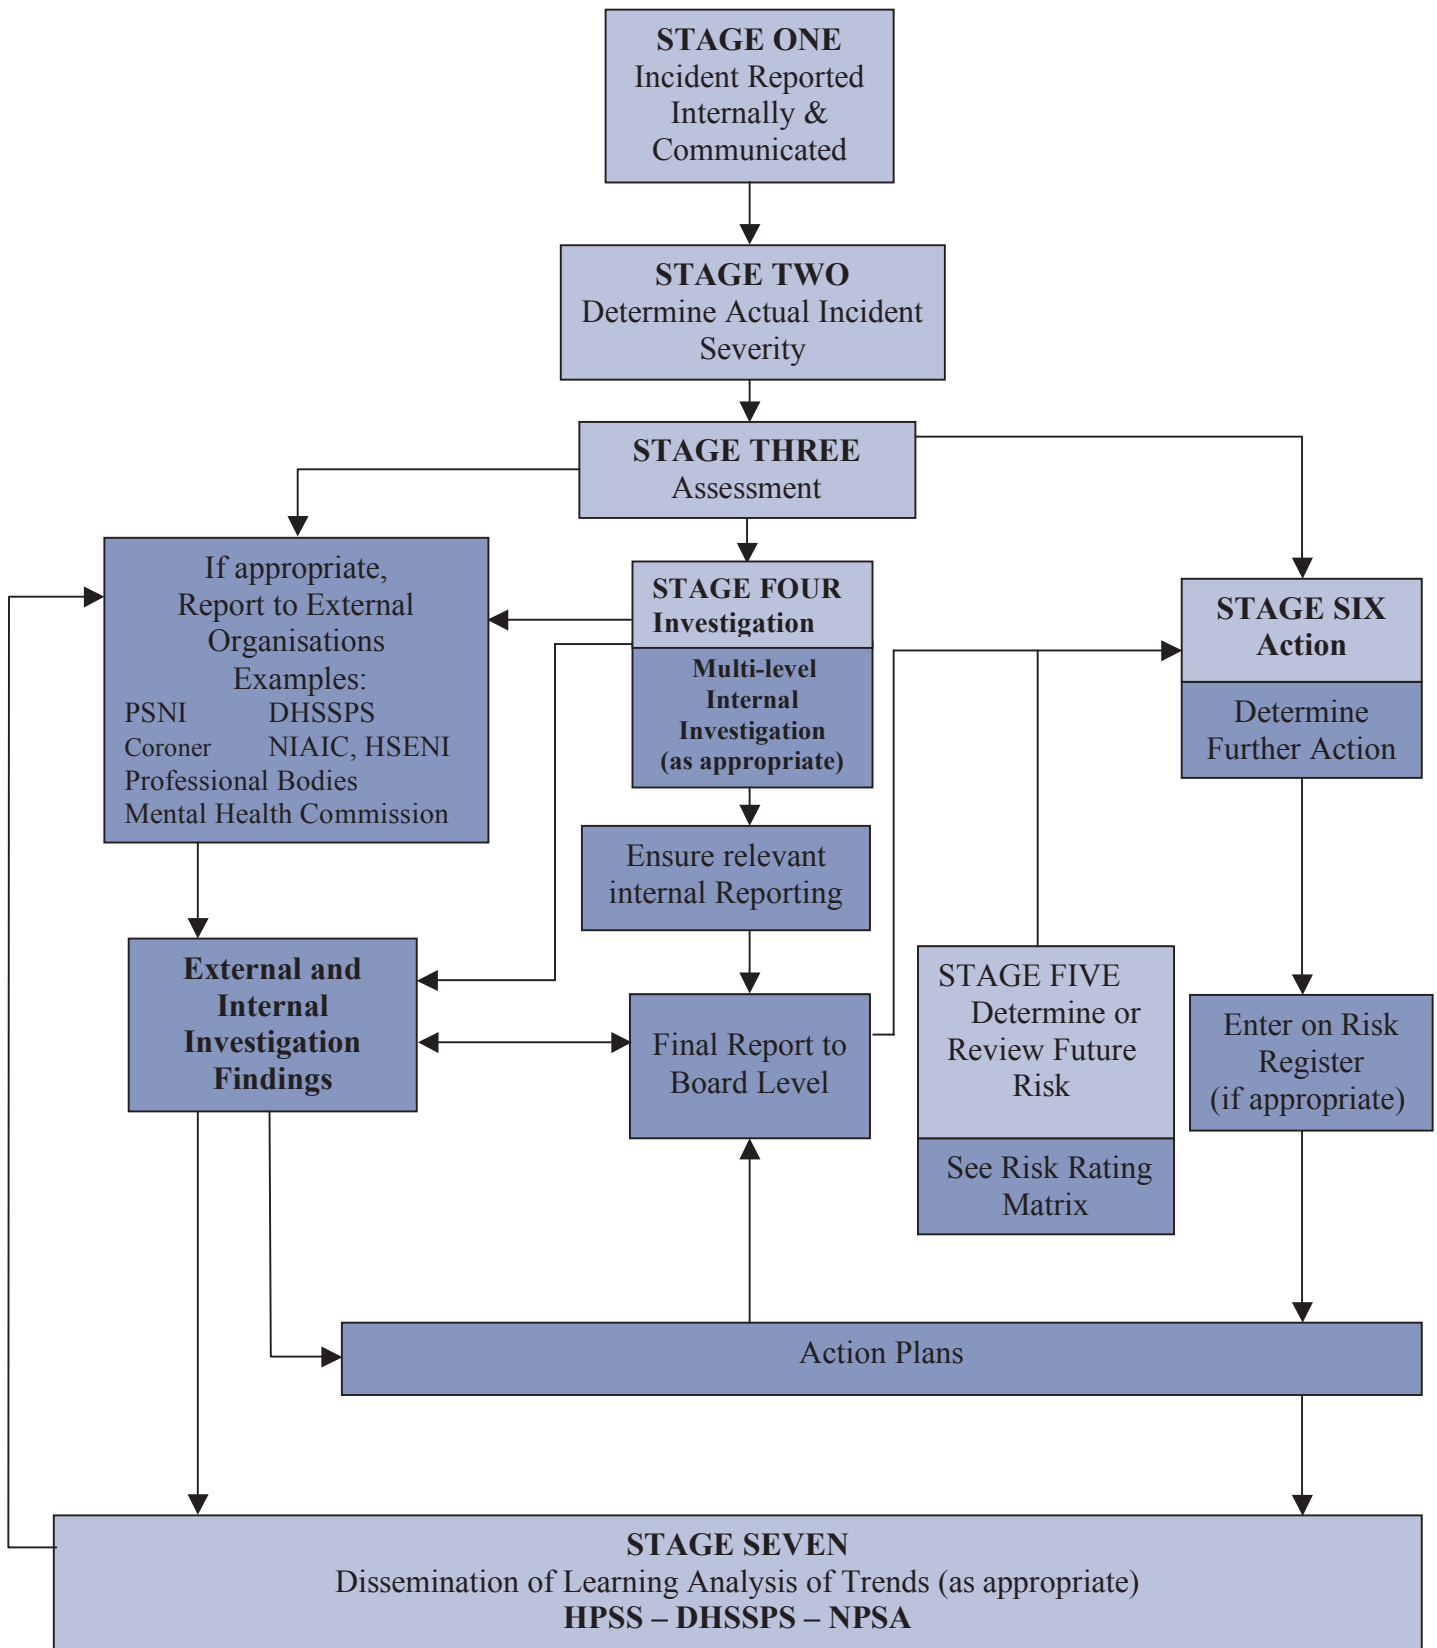 STAGE ONE
Incident Reported
Internally &
Communicated
STAGE TWO
Determine Actual Incident
Severity
STAGE THREE
Assessment
If appropriate,
Report to External
Organisations
Examples:
PSNI DHSSPS
Coroner NIAIC, HSENI
Professional Bodies
Mental Health Commission
STAGE FOUR
Investigation
Multi-level
Internal
Investigation
(as appropriate)
STAGE SIX
Action
Determine
Further Action
Ensure relevant
internal Reporting
External and
Internal
Investigation
Findings
Final Report to
Board Level
STAGE FIVE
Determine or
Review Future
Risk
See Risk Rating
Matrix
Enter on Risk
Register
(if appropriate)
Action Plans
STAGE SEVEN
Dissemination of Learning Analysis of Trends (as appropriate)
HPSS – DHSSPS – NPSA